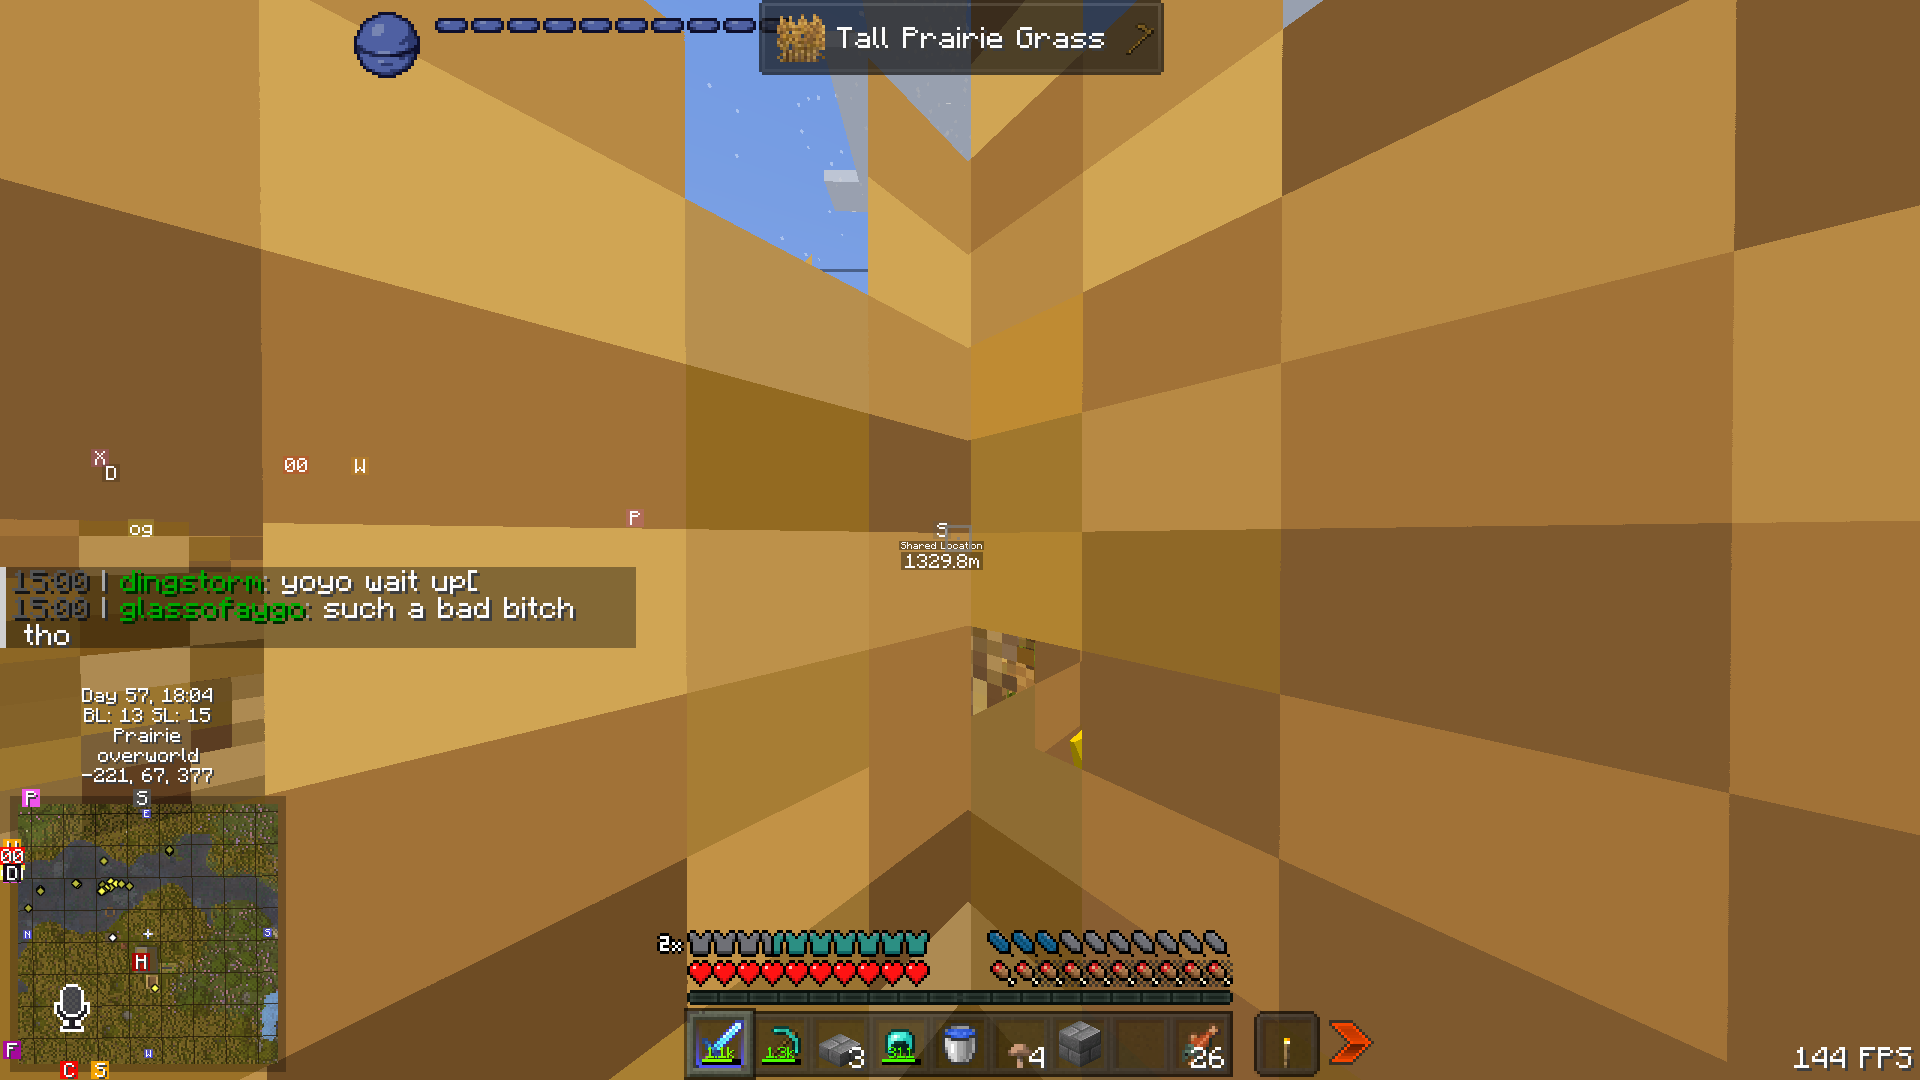 Tall Prairie Grass
X
D
00
W
og
P
S
Shared Location
1329.8m
15:00 | dingstorm: yoyo wait up[
15:00 | glassofaygo: such a bad bitch
tho
Day 57, 18:04
BL: 13 SL: 15
Prairie
overworld
-221, 67, 377
P
S
E
00
D
N
S
H
F
W
C
S
2x
1.1k
1.3k
3
311
4
26
144 FPS